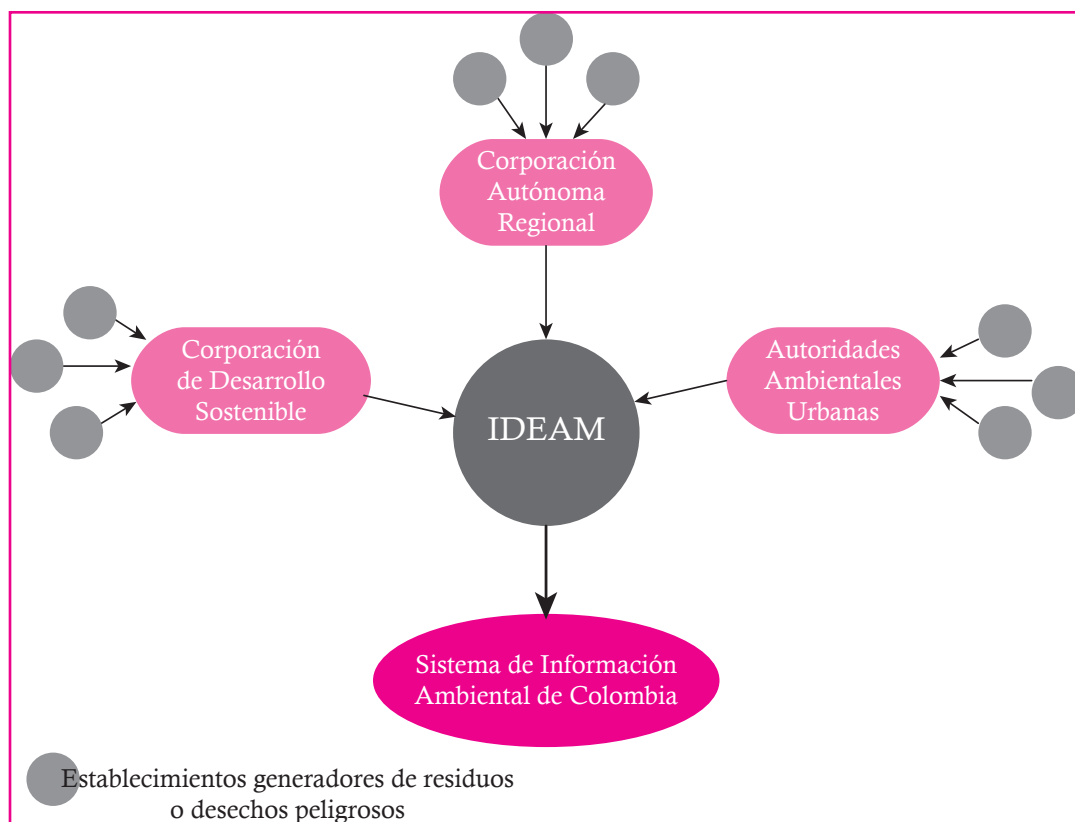 Corporación
Autónoma
Regional
Corporación
de Desarrollo
Sostenible
Autoridades
Ambientales
Urbanas
IDEAM
Sistema de Información
Ambiental de Colombia
Establecimientos generadores de residuos
o desechos peligrosos